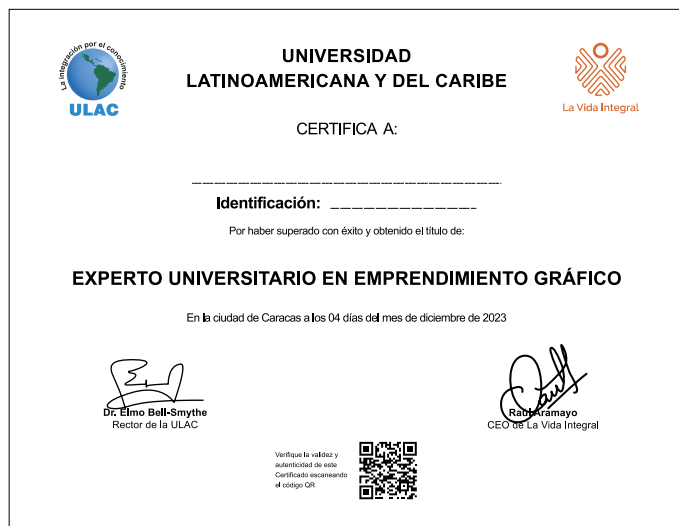 La integración por el conocimiento
ULAC
UNIVERSIDAD
LATINOAMERICANA Y DEL CARIBE
La Vida Integral
CERTIFICA A:
Identificación:
Por haber superado con éxito y obtenido el título de:
EXPERTO UNIVERSITARIO EN EMPRENDIMIENTO GRÁFICO
En la ciudad de Caracas a los 04 días del mes de diciembre de 2023
Dr. Elmo Bell-Smythe
Rector de la ULAC
Raúl Aramayo
CEO de La Vida Integral
Verifique la validez y
autenticidad de este
Certificado escaneando
el código QR